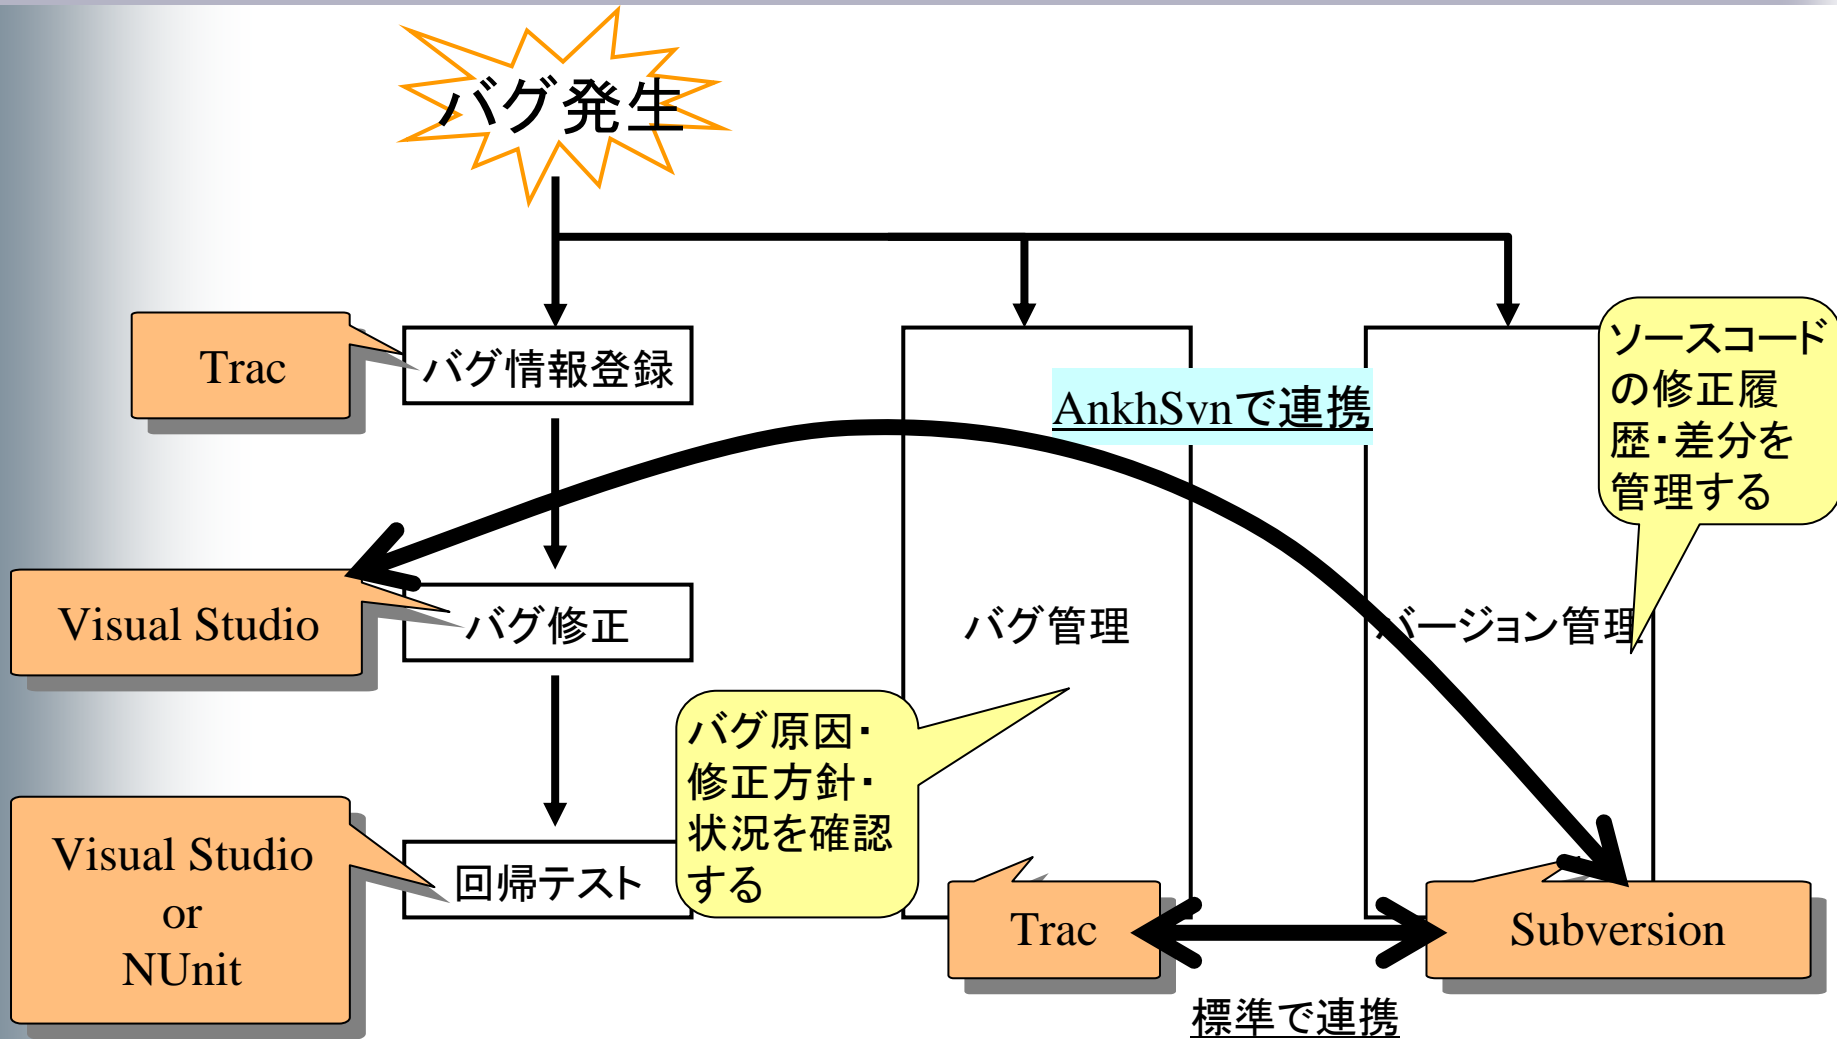 バグ発生
Trac
バグ情報登録
AnkhSvnで連携
ソースコード
の修正履
歴・差分を
管理する
Visual Studio
バグ修正
バグ管理
バージョン管理
バグ原因・
修正方針・
状況を確認
する
Visual Studio
or
NUnit
回帰テスト
Trac
Subversion
標準で連携